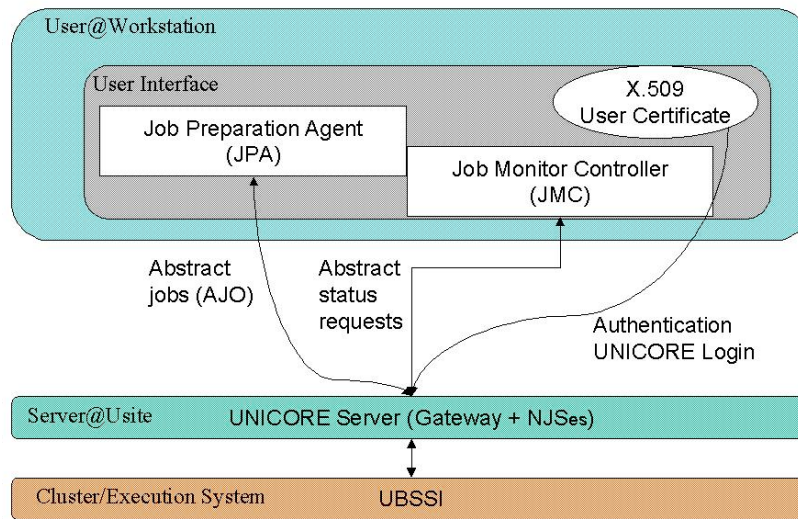 User@Workstation
User Interface
X.509
User Certificate
Job Preparation Agent
(JPA)
Job Monitor Controller
(JMC)
Abstract
jobs (AJO)
Abstract
status
requests
Authentication
UNICORE Login
Server@Usite
UNICORE Server (Gateway + NJSes)
Cluster/Execution System
UBSSI